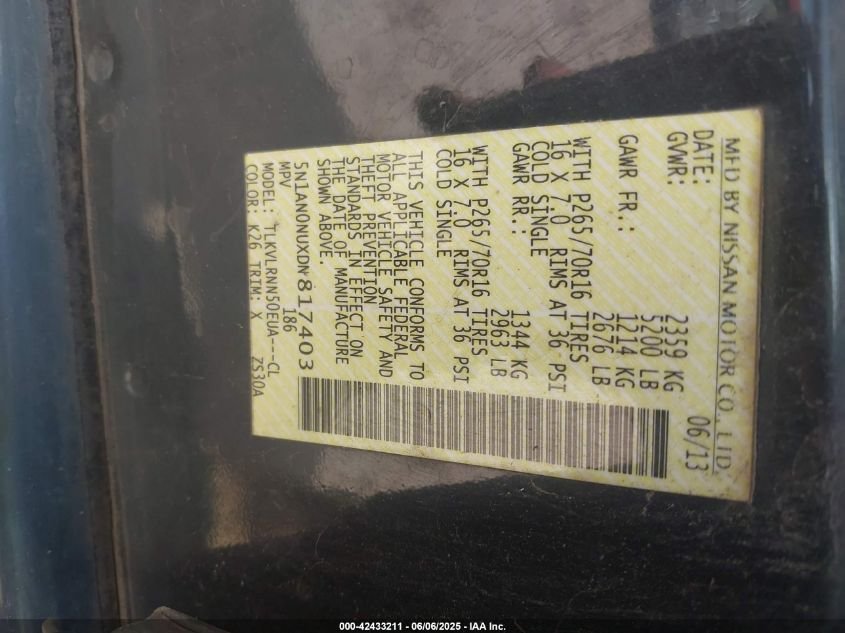 MFD BY NISSAN MOTOR CO., LTD.
DATE: 06/13
GVWR: 2359 KG
5200 LB
GAWR FR.: 1214 KG
2676 LB
WITH P265/70R16 TIRES
16 X 7.0 RIMS AT 36 PSI
COLD SINGLE
GAWR RR.: 1344 KG
2963 LB
WITH P265/70R16 TIRES
16 X 7.0 RIMS AT 36 PSI
COLD SINGLE
THIS VEHICLE CONFORMS TO
ALL APPLICABLE FEDERAL
MOTOR VEHICLE SAFETY AND
THEFT PREVENTION
STANDARDS IN EFFECT ON
THE DATE OF MANUFACTURE
SHOWN ABOVE.
5N1AN0NUXDN817403
MPV 186
MODEL: TLKVLRNN50EUA---CL
COLOR: K26 TRIM: X ZS30A
000-42433211 - 06/06/2025 - IAA Inc.